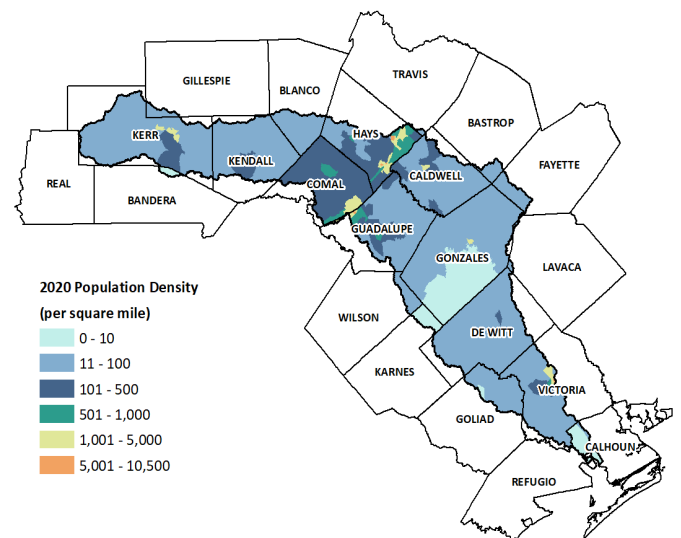 TRAVIS
GILLESPIE
BLANCO
BASTROP
HAYS
KERR
KENDALL
FAYETTE
CALDWELL
REAL
COMAL
BANDERA
GUADALUPE
GONZALES
LAVACA
2020 Population Density
(per square mile)
0 - 10
11 - 100
101 - 500
501 - 1,000
1,001 - 5,000
5,001 - 10,500
WILSON
DE WITT
KARNES
VICTORIA
GOLIAD
CALHOUN
REFUGIO